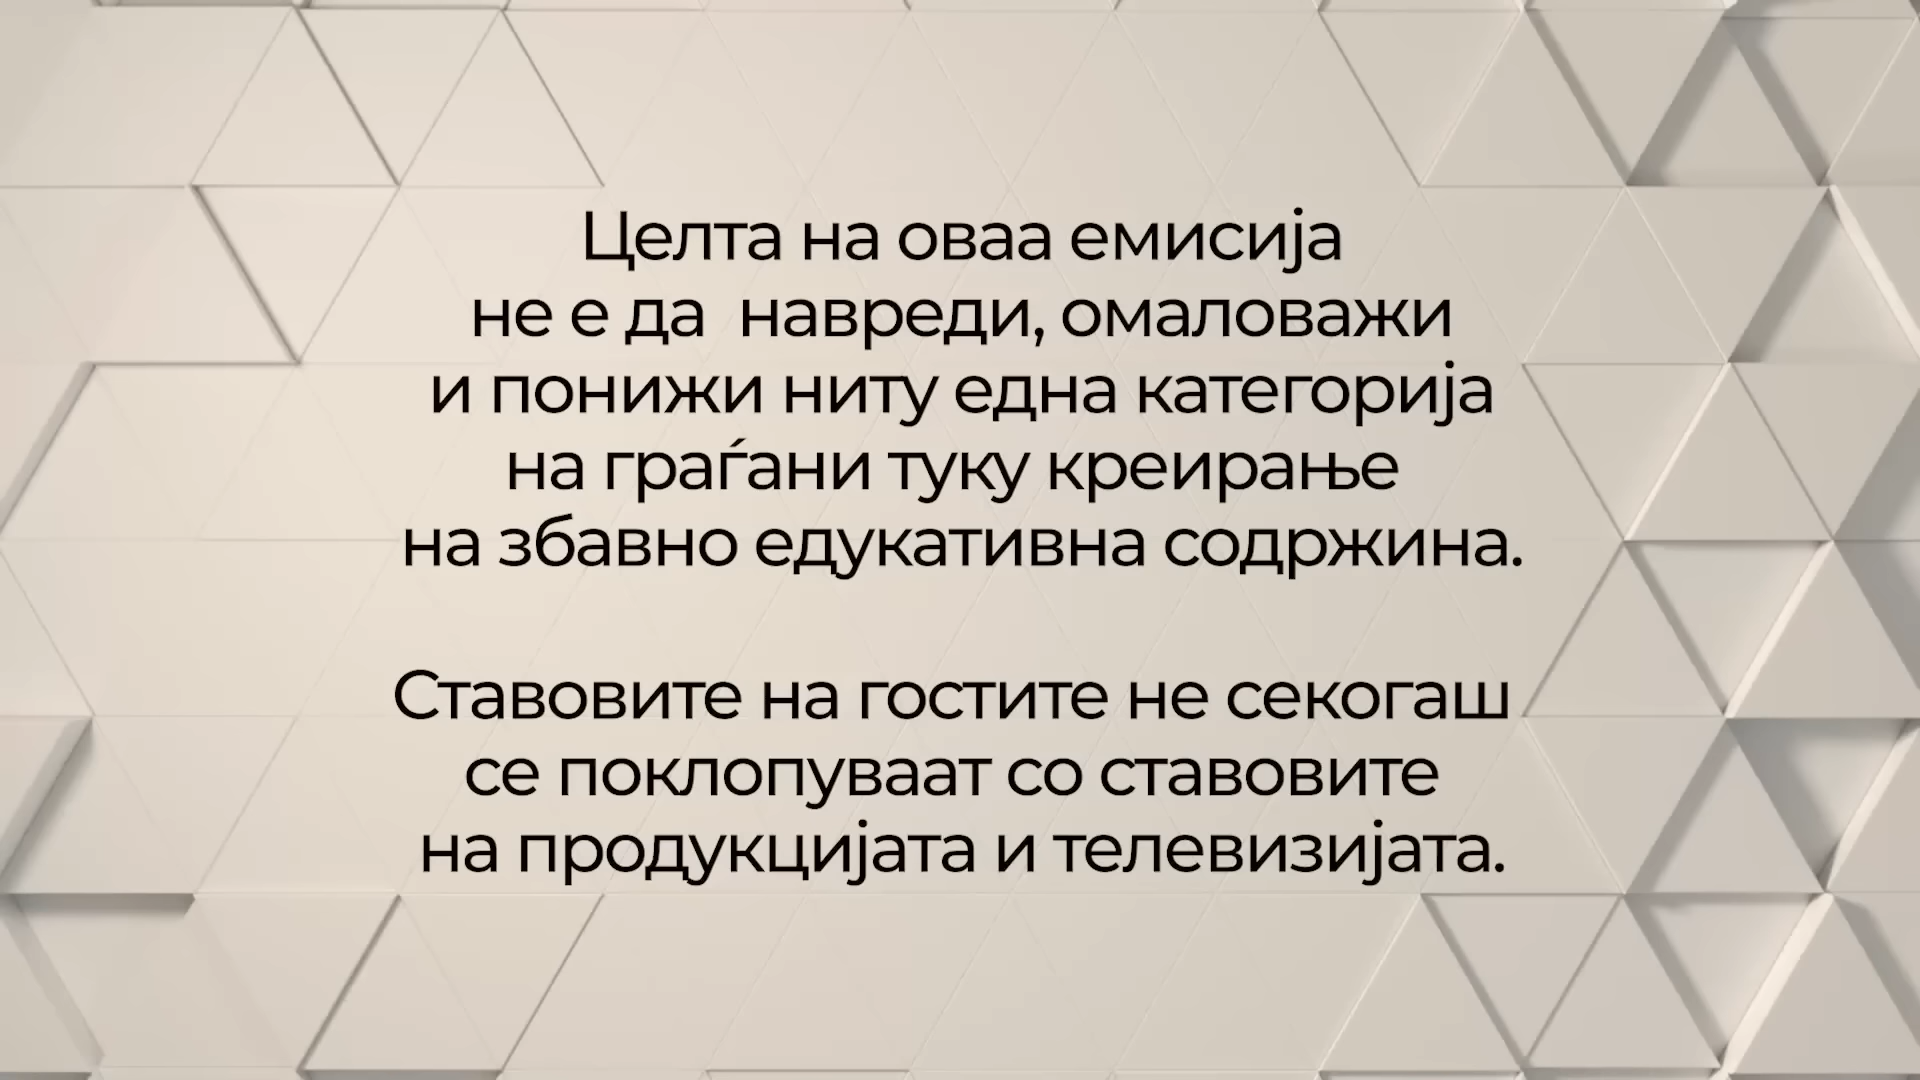 Целта на оваа емисија
не е да  навреди, омаловажи
и понижи ниту една категорија
на граѓани туку креирање
на збавно едукативна содржина.
Ставовите на гостите не секогаш
се поклопуваат со ставовите
на продукцијата и телевизијата.